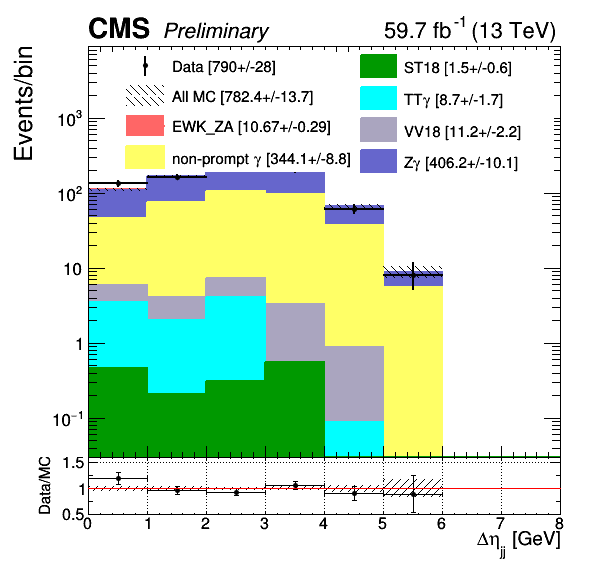 CMS Preliminary 59.7 fb⁻¹ (13 TeV)
Events/bin
Data [790+/-28]
All MC [782.4+/-13.7]
EWK_ZA [10.67+/-0.29]
non-prompt γ [344.1+/-8.8]
ST18 [1.5+/-0.6]
TTγ [8.7+/-1.7]
VV18 [11.2+/-2.2]
Zγ [406.2+/-10.1]
10³
10²
10
1
10⁻¹
Data/MC
1.5
1
0.5
0 1 2 3 4 5 6 7 8
Δη_jj [GeV]